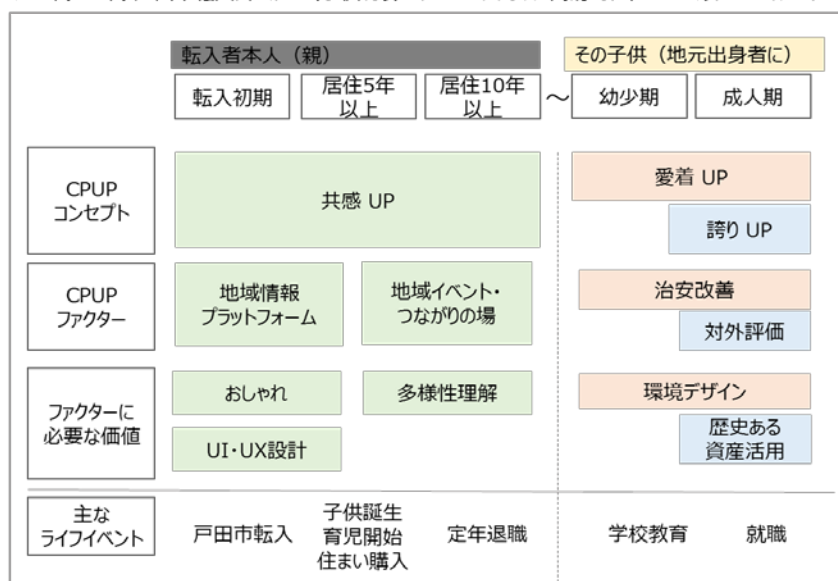 転入者本人（親）
その子供（地元出身者に）
転入初期
居住5年
以上
居住10年
以上
～
幼少期
成人期
CPUP
コンセプト
共感 UP
愛着 UP
誇り UP
CPUP
ファクター
地域情報
プラットフォーム
地域イベント・
つながりの場
治安改善
対外評価
ファクターに
必要な価値
おしゃれ
多様性理解
環境デザイン
UI・UX設計
歴史ある
資産活用
主な
ライフイベント
戸田市転入
子供誕生
育児開始
住まい購入
定年退職
学校教育
就職